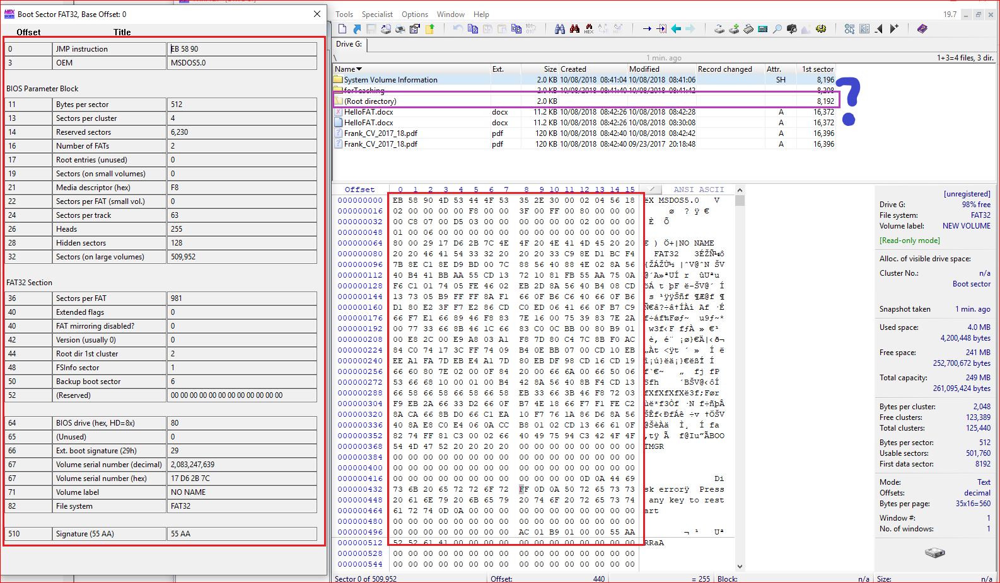 Boot Sector FAT32, Base Offset: 0
Offset Title
0 JMP instruction EB 58 90
3 OEM MSDOS5.0
BIOS Parameter Block
11 Bytes per sector 512
13 Sectors per cluster 4
14 Reserved sectors 6,230
16 Number of FATs 2
17 Root entries (unused) 0
19 Sectors (on small volumes) 0
21 Media descriptor (hex) F8
22 Sectors per FAT (small vol.) 0
24 Sectors per track 63
26 Heads 255
28 Hidden sectors 128
32 Sectors (on large volumes) 509,952
FAT32 Section
36 Sectors per FAT 981
40 Extended flags 0
40 FAT mirroring disabled? 0
42 Version (usually 0) 0
44 Root dir 1st cluster 2
48 FSInfo sector 1
50 Backup boot sector 6
52 (Reserved) 00 00 00 00 00 00 00 00 00 00 00 00
64 BIOS drive (hex, HD=8x) 80
65 (Unused) 0
66 Ext. boot signature (29h) 29
67 Volume serial number (decimal) 2,083,247,639
67 Volume serial number (hex) 17 D6 2B 7C
71 Volume label NO NAME
82 File system FAT32
510 Signature (55 AA) 55 AA
Tools Specialist Options Window Help 19.7
Drive G:
\ 1 min. ago 1+3=4 files, 3 dir.
Name Ext. Size Created Modified Record changed Attr. 1st sector
System Volume Information 2.0 KB 10/08/2018 08:41:04 10/08/2018 08:41:06 SH 8,196
forTeaching 2.0 KB 10/08/2018 08:41:40 10/08/2018 08:41:42 8,208
(Root directory) 2.0 KB 8,192
?
HelloFAT.docx docx 11.2 KB 10/08/2018 08:42:26 10/08/2018 08:42:28 A 16,372
HelloFAT.docx docx 11.2 KB 10/08/2018 08:42:26 10/08/2018 08:30:08 A 16,372
Frank_CV_2017_18.pdf pdf 120 KB 10/08/2018 08:42:40 10/08/2018 08:42:42 A 16,396
Frank_CV_2017_18.pdf pdf 120 KB 10/08/2018 08:42:40 09/23/2017 20:18:48 A 16,396
Offset 0 1 2 3 4 5 6 7 8 9 10 11 12 13 14 15 ANSI ASCII
000000000 EB 58 90 4D 53 44 4F 53 35 2E 30 00 02 04 56 18 ëX MSDOS5.0 V
000000016 02 00 00 00 00 F8 00 00 3F 00 FF 00 80 00 00 00 ø ? ÿ €
000000032 00 C8 07 00 D5 03 00 00 00 00 00 00 02 00 00 00 È Õ
000000048 01 00 06 00 00 00 00 00 00 00 00 00 00 00 00 00
000000064 80 00 29 17 D6 2B 7C 4E 4F 20 4E 41 4D 45 20 20 € ) Ö+|NO NAME
000000080 20 20 46 41 54 33 32 20 20 20 33 C9 8E D1 BC F4 FAT32 3ÉŽÑ¼ô
000000096 7B 8E C1 8E D9 BD 00 7C 88 56 40 88 4E 02 8A 56 {ŽÁŽÙ½ |ˆV@ˆN ŠV
000000112 40 B4 41 BB AA 55 CD 13 72 10 81 FB 55 AA 75 0A @´A»ªUÍ r ûUªu
000000128 F6 C1 01 74 05 FE 46 02 EB 2D 8A 56 40 B4 08 CD öÁ t þF ë-ŠV@´ Í
000000144 13 73 05 B9 FF FF 8A F1 66 0F B6 C6 40 66 0F B6 s ¹ÿÿŠñf ¶Æ@f ¶
000000160 D1 80 E2 3F F7 E2 86 CD C0 ED 06 41 66 0F B7 C9 Ñ€â?÷â†ÍÀí Af ·É
000000176 66 F7 E1 66 89 46 F8 83 7E 16 00 75 39 83 7E 2A f÷áf‰Føƒ~ u9ƒ~*
000000192 00 77 33 66 8B 46 1C 66 83 C0 0C BB 00 80 B9 01 w3f‹F fƒÀ » €¹
000000208 00 E8 2C 00 E9 A8 03 A1 F8 7D 80 C4 7C 8B F0 AC è, é¨ ¡ø}€Ä|‹ð¬
000000224 84 C0 74 17 3C FF 74 09 B4 0E BB 07 00 CD 10 EB „Àt <ÿt ´ » Í ë
000000240 EE A1 FA 7D EB E4 A1 7D 80 EB DF 98 CD 16 CD 19 î¡ú}ëä¡}€ëß˜Í Í
000000256 66 60 80 7E 02 00 0F 84 20 00 66 6A 00 66 50 06 f`€~ „ fj fP
000000272 53 66 68 10 00 01 00 B4 42 8A 56 40 8B F4 CD 13 Sfh ´BŠV@‹ôÍ
000000288 66 58 66 58 66 58 66 58 EB 33 66 3B 46 F8 72 03 fXfXfXfXë3f;Før
000000304 F9 EB 2A 66 33 D2 66 0F B7 4E 18 66 F7 F1 FE C2 ùë*f3Òf ·N f÷ñþÂ
000000320 8A CA 66 8B D0 66 C1 EA 10 F7 76 1A 86 D6 8A 56 ŠÊf‹ÐfÁê ÷v †ÖŠV
000000336 40 8A E8 C0 E4 06 0A CC B8 01 02 CD 13 66 61 0F @ŠèÀä Ì¸ Í fa
000000352 82 74 FF 81 C3 00 02 66 40 49 75 94 C3 42 4F 4F ‚tÿ Ã f@Iu”ÃBOO
000000368 54 4D 47 52 20 20 20 20 00 00 00 00 00 00 00 00 TMGR
000000384 00 00 00 00 00 00 00 00 00 00 00 00 00 00 00 00
000000400 00 00 00 00 00 00 00 00 00 00 00 00 00 00 00 00
000000416 00 00 00 00 00 00 00 00 00 00 00 00 0D 0A 44 69 Di
000000432 73 6B 20 65 72 72 6F 72 FF 0D 0A 50 72 65 73 73 sk errorÿ Press
000000448 20 61 6E 79 20 6B 65 79 20 74 6F 20 72 65 73 74 any key to rest
000000464 61 72 74 0D 0A 00 00 00 00 00 00 00 00 00 00 00 art
000000480 00 00 00 00 00 00 00 00 00 00 00 00 00 00 00 00
000000496 00 00 00 00 00 00 00 00 AC 01 B9 01 00 00 55 AA ¬ ¹ Uª
000000512 52 52 61 41 00 00 00 00 00 00 00 00 00 00 00 00 RRaA
000000528 00 00 00 00 00 00 00 00 00 00 00 00 00 00 00 00
000000544 00 00 00 00 00 00 00 00 00 00 00 00 00 00 00 00
Sector 0 of 509,952 Offset: 440 = 255 Block: n/a Size: n/a
[unregistered]
Drive G: 98% free
File system: FAT32
Volume label: NEW VOLUME
[Read-only mode]
Alloc. of visible drive space:
Cluster No.: n/a
Boot sector
Snapshot taken 1 min. ago
Used space: 4.0 MB
4,200,448 bytes
Free space: 241 MB
252,700,672 bytes
Total capacity: 249 MB
261,095,424 bytes
Bytes per cluster: 2,048
Free clusters: 123,389
Total clusters: 125,440
Bytes per sector: 512
Usable sectors: 501,760
First data sector: 8192
Mode: Text
Offsets: decimal
Bytes per page: 35x16=560
Window #: 1
No. of windows: 1